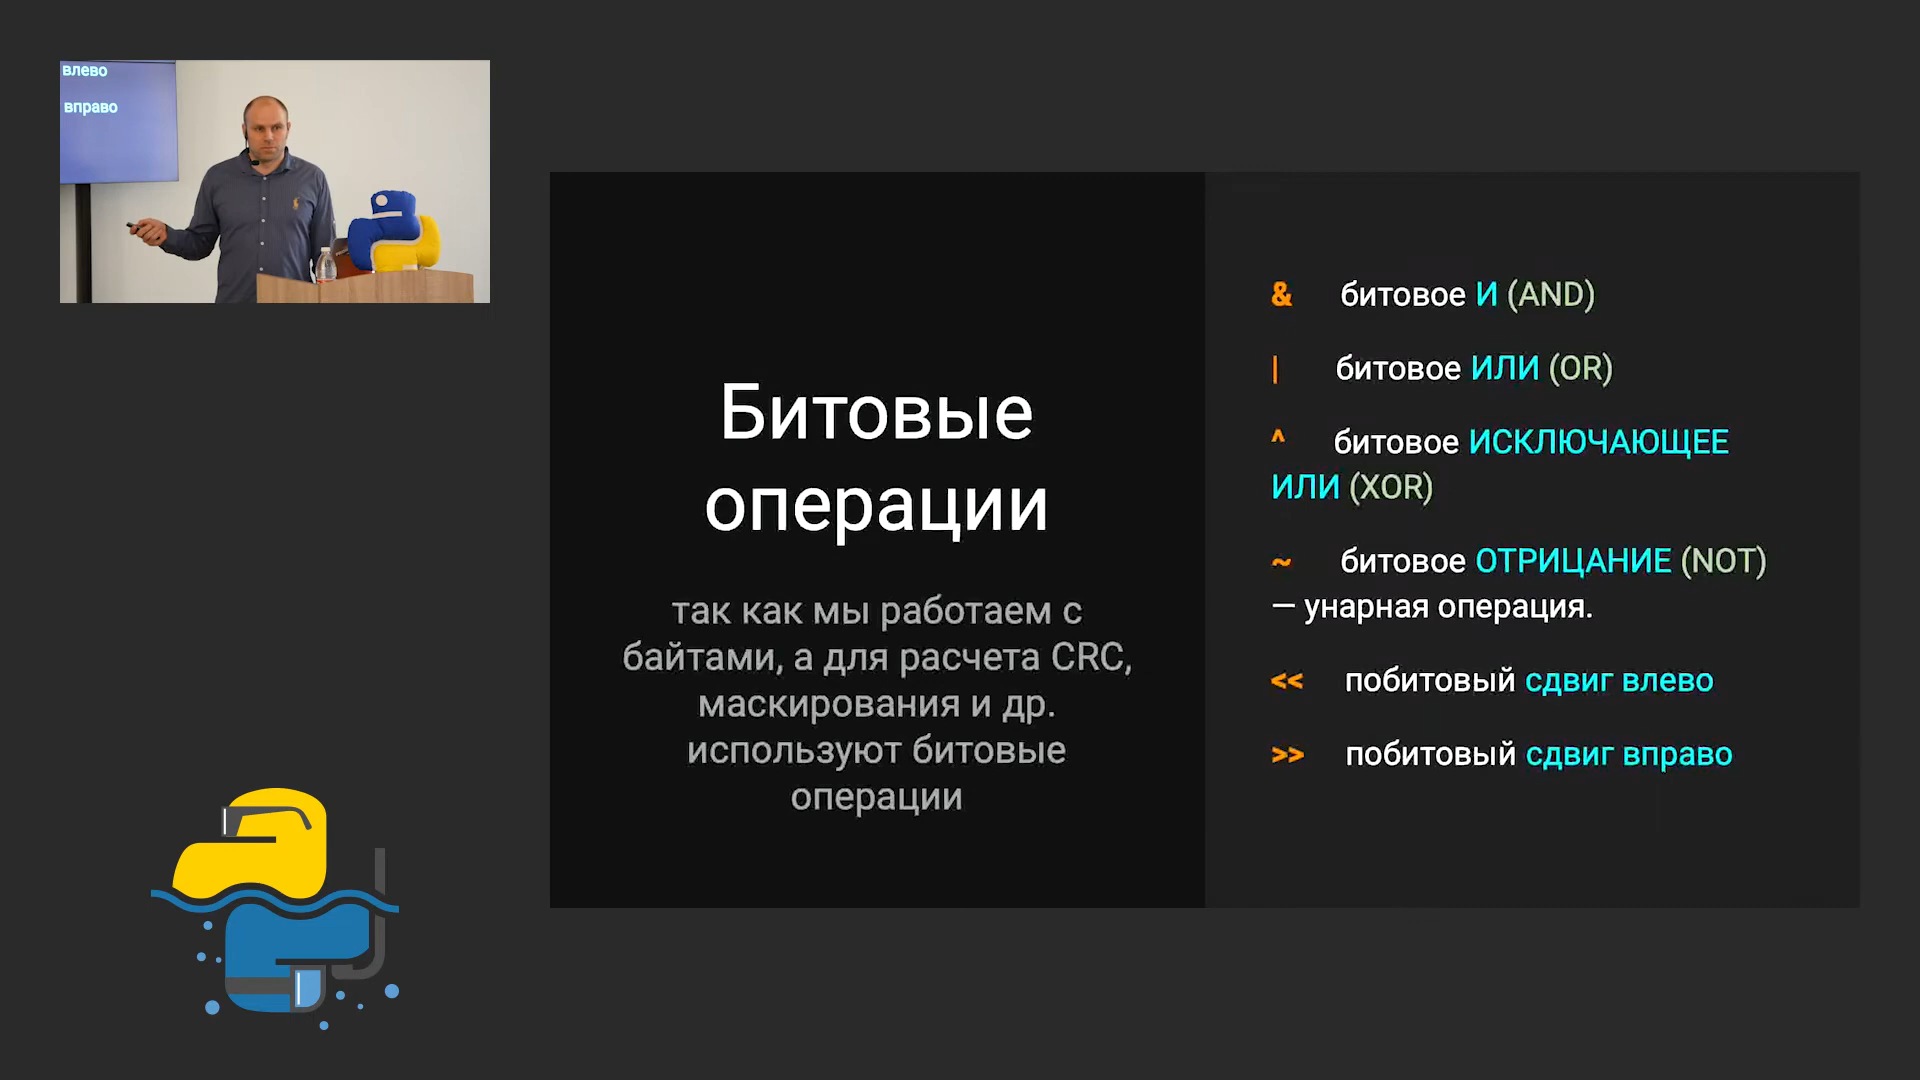 влево
вправо
Битовые
операции
так как мы работаем с
байтами, а для расчета CRC,
маскирования и др.
используют битовые
операции
& битовое И (AND)
| битовое ИЛИ (OR)
^ битовое ИСКЛЮЧАЮЩЕЕ
ИЛИ (XOR)
~ битовое ОТРИЦАНИЕ (NOT)
— унарная операция.
<< побитовый сдвиг влево
>> побитовый сдвиг вправо